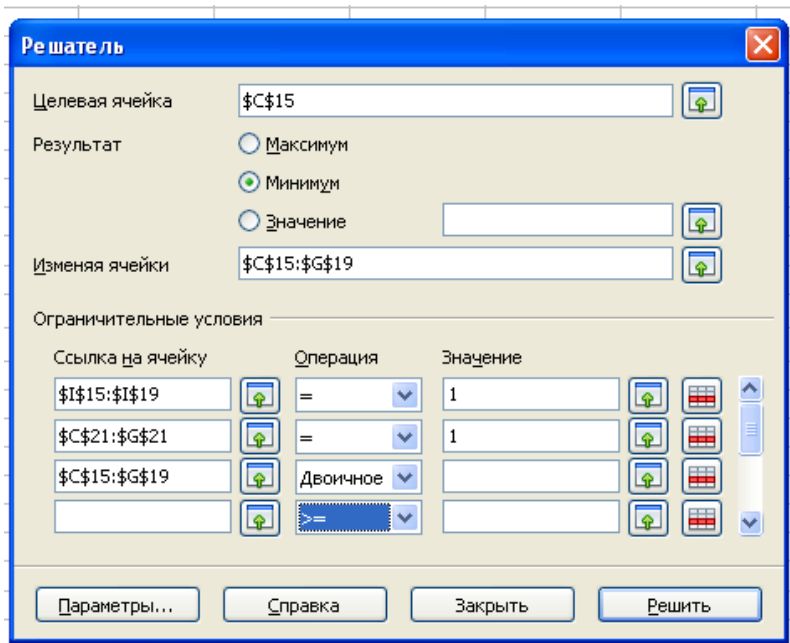 Решатель
Целевая ячейка $C$15
Результат Максимум
Минимум
Значение
Изменяя ячейки $C$15:$G$19
Ограничительные условия
Ссылка на ячейку Операция Значение
$I$15:$I$19 = 1
$C$21:$G$21 = 1
$C$15:$G$19 Двоичное
>=
Параметры... Справка Закрыть Решить